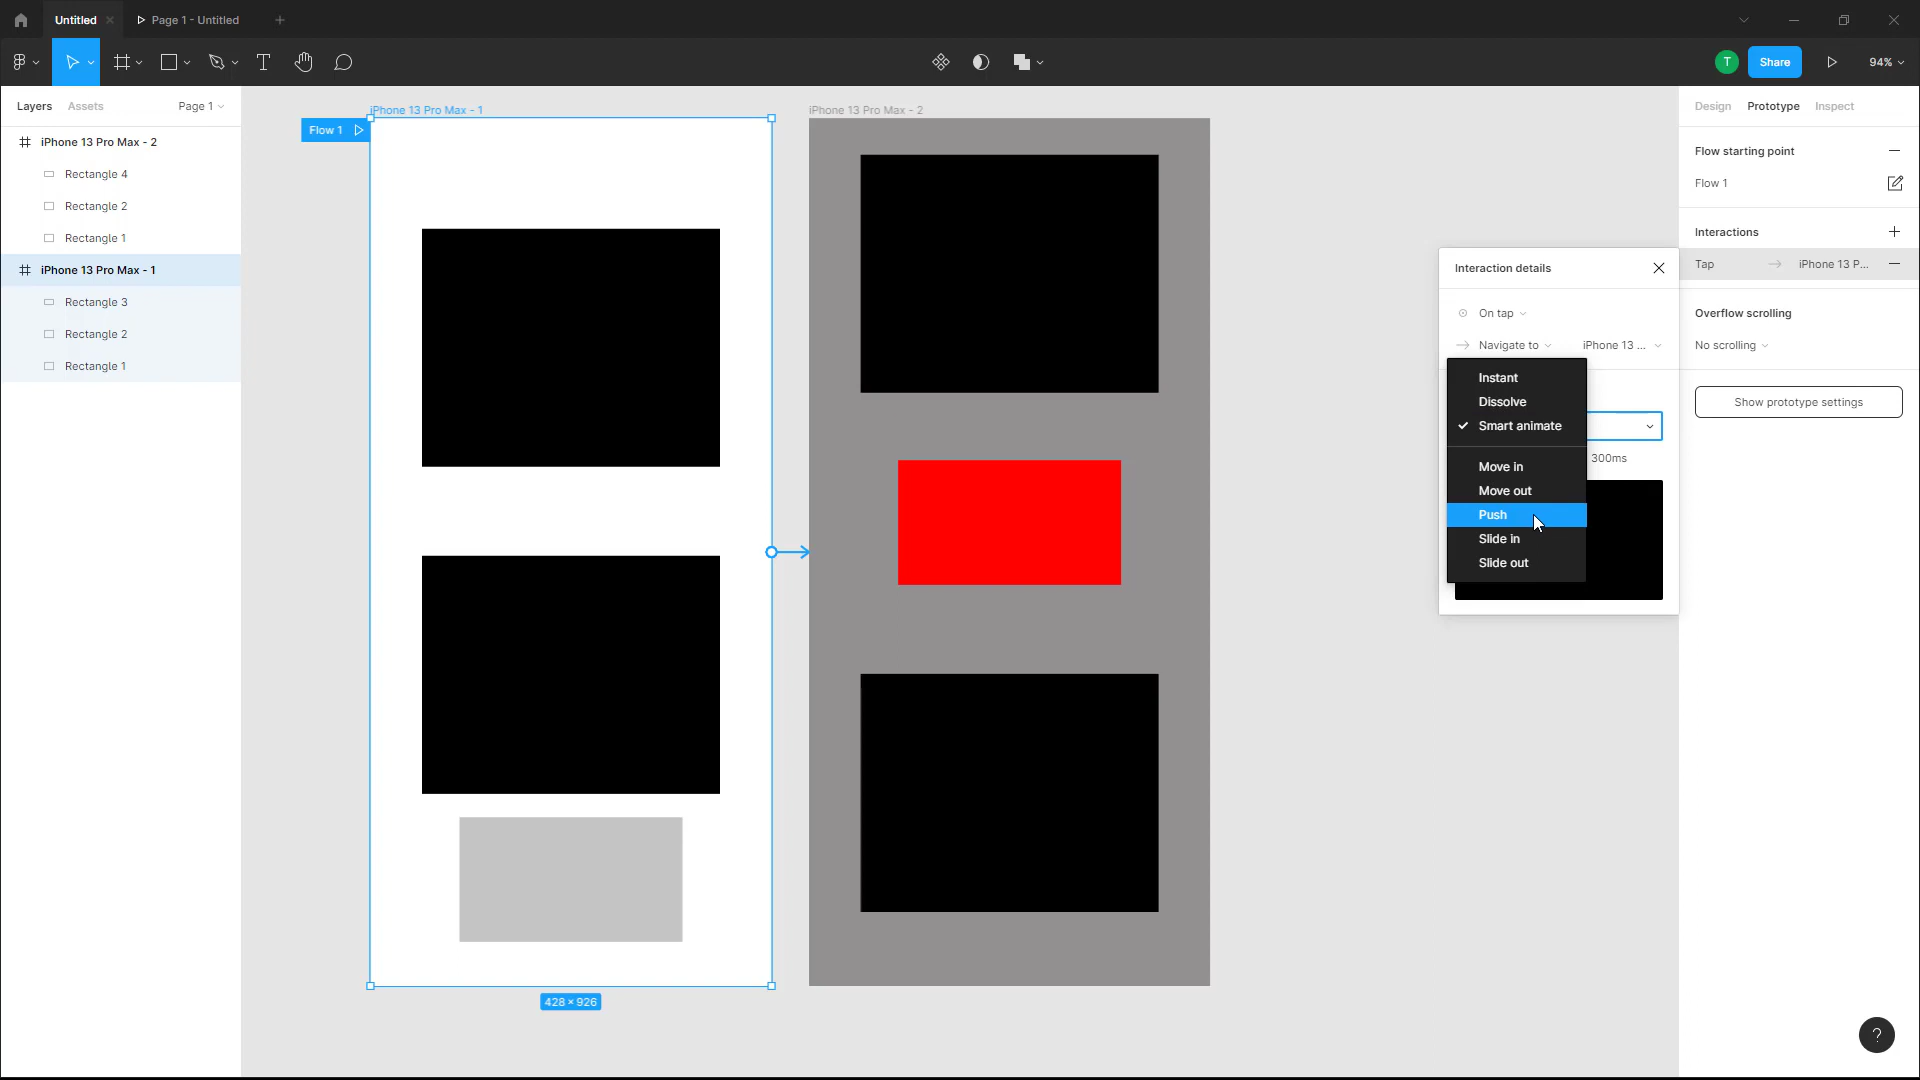 Untitled
Page 1 - Untitled
T
Share
94%
Layers
Assets
Page 1
iPhone 13 Pro Max - 2
Rectangle 4
Rectangle 2
Rectangle 1
iPhone 13 Pro Max - 1
Rectangle 3
Rectangle 2
Rectangle 1
iPhone 13 Pro Max - 1
Flow 1
428 × 926
iPhone 13 Pro Max - 2
Interaction details
On tap
Navigate to
iPhone 13 ...
Instant
Dissolve
Smart animate
300ms
Move in
Move out
Push
Slide in
Slide out
Design
Prototype
Inspect
Flow starting point
Flow 1
Interactions
Tap
iPhone 13 P...
Overflow scrolling
No scrolling
Show prototype settings
?